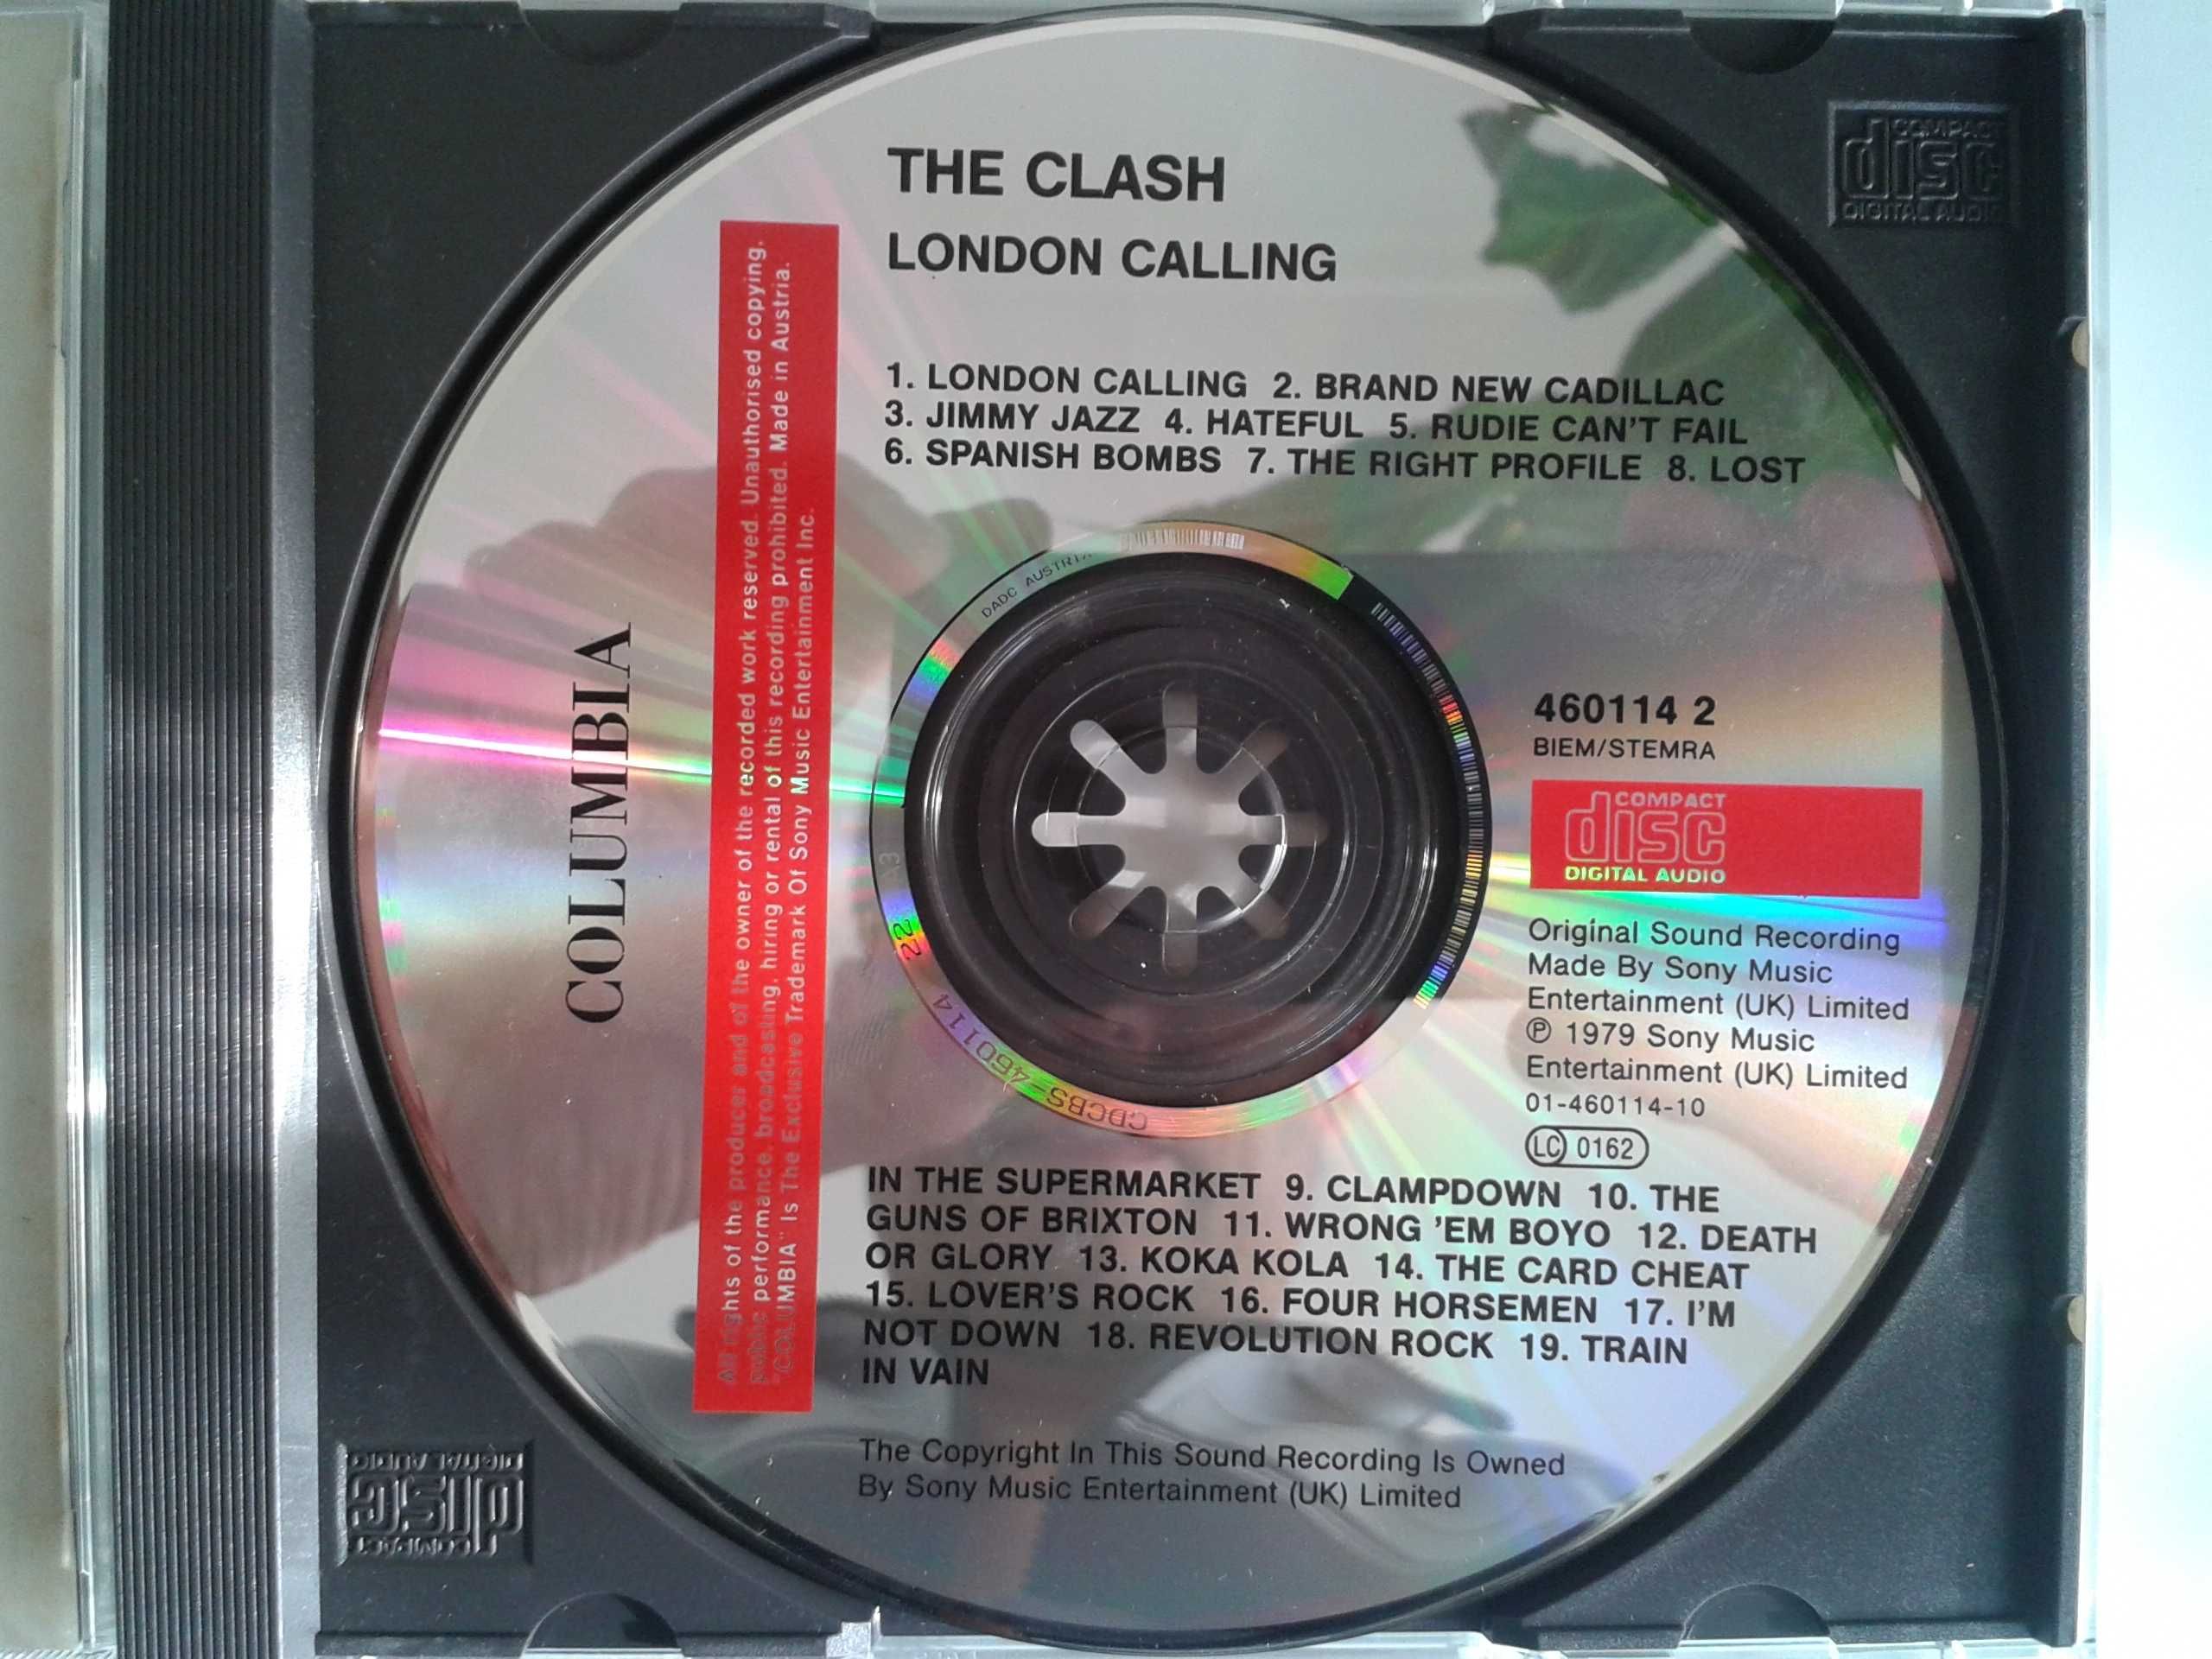 THE CLASH
LONDON CALLING
1. LONDON CALLING 2. BRAND NEW CADILLAC
3. JIMMY JAZZ 4. HATEFUL 5. RUDIE CAN'T FAIL
6. SPANISH BOMBS 7. THE RIGHT PROFILE 8. LOST
COLUMBIA
All rights of the producer and of the owner of the recorded work reserved. Unauthorised copying,
public performance, broadcasting, hiring or rental of this recording prohibited. Made in Austria.
"COLUMBIA" Is The Exclusive Trademark Of Sony Music Entertainment Inc.
DADC AUSTRIA
22 A3
CDCBS-460114
460114 2
BIEM/STEMRA
COMPACT
disc
DIGITAL AUDIO
Original Sound Recording
Made By Sony Music
Entertainment (UK) Limited
℗ 1979 Sony Music
Entertainment (UK) Limited
01-460114-10
LC 0162
IN THE SUPERMARKET 9. CLAMPDOWN 10. THE
GUNS OF BRIXTON 11. WRONG 'EM BOYO 12. DEATH
OR GLORY 13. KOKA KOLA 14. THE CARD CHEAT
15. LOVER'S ROCK 16. FOUR HORSEMEN 17. I'M
NOT DOWN 18. REVOLUTION ROCK 19. TRAIN
IN VAIN
The Copyright In This Sound Recording Is Owned
By Sony Music Entertainment (UK) Limited
COMPACT
disc
DIGITAL AUDIO
COMPACT
disc
DIGITAL AUDIO